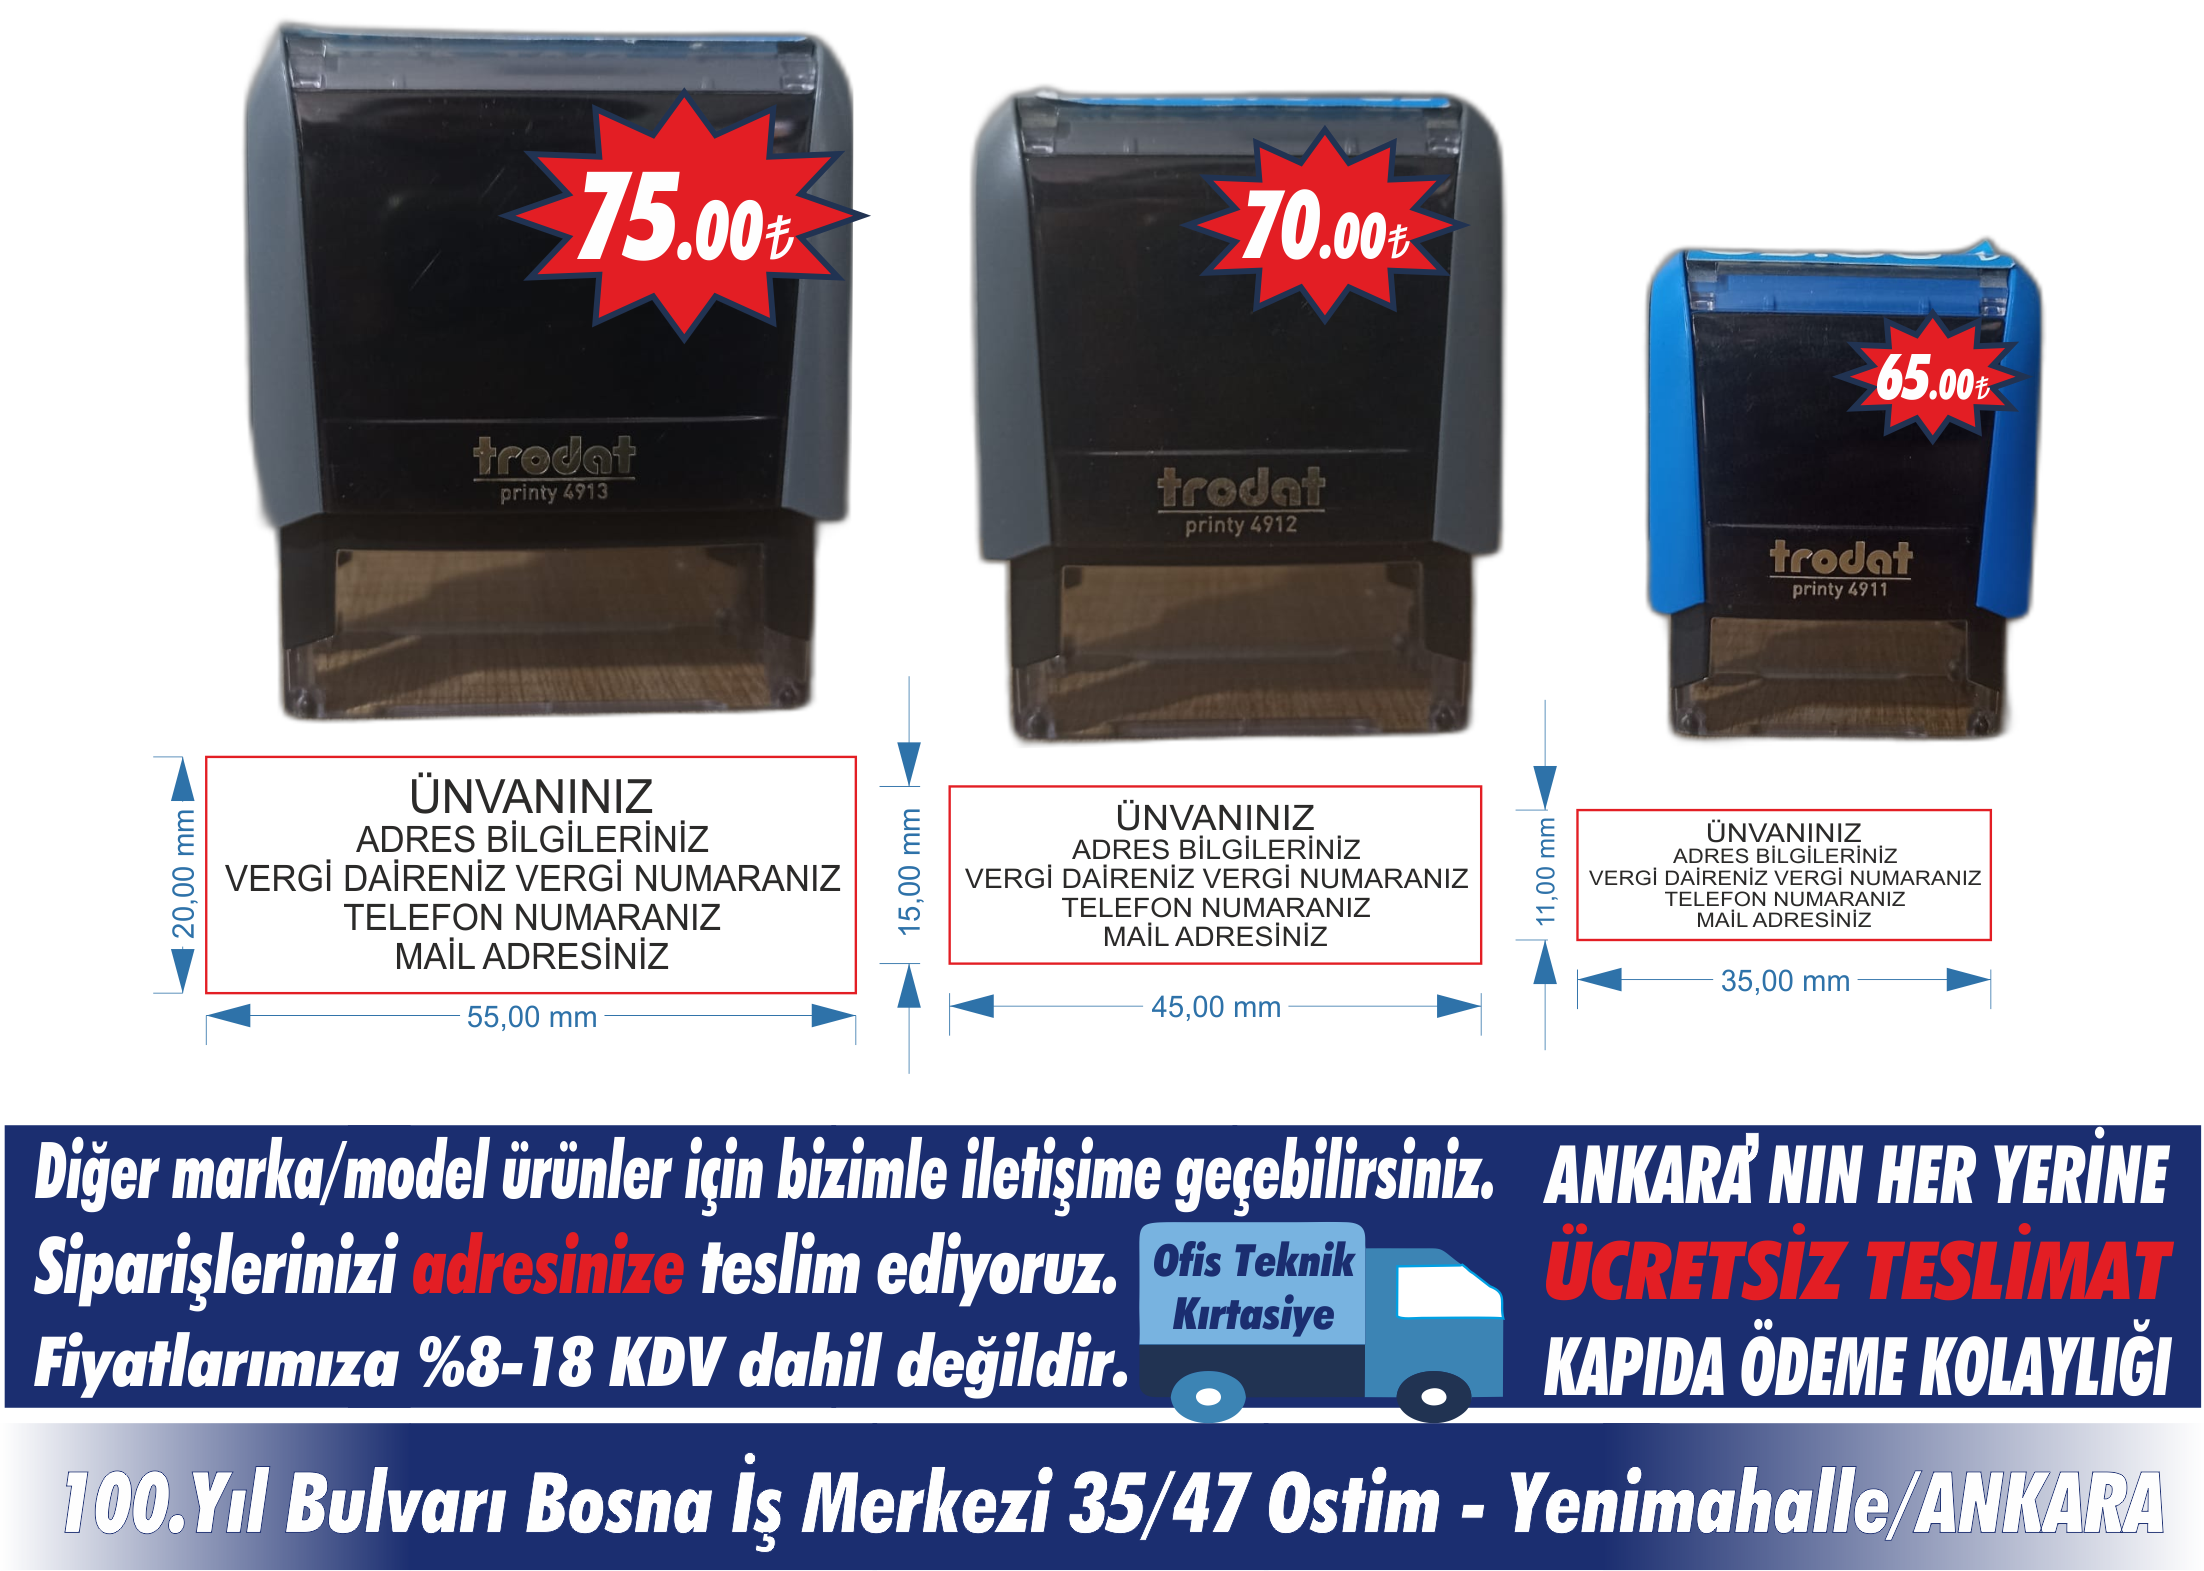 75.00₺
trodat
printy 4913
70.00₺
trodat
printy 4912
65.00₺
trodat
printy 4911
20,00 mm
ÜNVANINIZ
ADRES BİLGİLERİNİZ
VERGİ DAİRENİZ VERGİ NUMARANIZ
TELEFON NUMARANIZ
MAİL ADRESİNİZ
55,00 mm
15,00 mm
ÜNVANINIZ
ADRES BİLGİLERİNİZ
VERGİ DAİRENİZ VERGİ NUMARANIZ
TELEFON NUMARANIZ
MAİL ADRESİNİZ
45,00 mm
11,00 mm
ÜNVANINIZ
ADRES BİLGİLERİNİZ
VERGİ DAİRENİZ VERGİ NUMARANIZ
TELEFON NUMARANIZ
MAİL ADRESİNİZ
35,00 mm
Diğer marka/model ürünler için bizimle iletişime geçebilirsiniz.
Siparişlerinizi adresinize teslim ediyoruz.
Fiyatlarımıza %8-18 KDV dahil değildir.
Ofis Teknik
Kırtasiye
ANKARA'NIN HER YERİNE
ÜCRETSİZ TESLİMAT
KAPIDA ÖDEME KOLAYLIĞI
100.Yıl Bulvarı Bosna İş Merkezi 35/47 Ostim - Yenimahalle/ANKARA